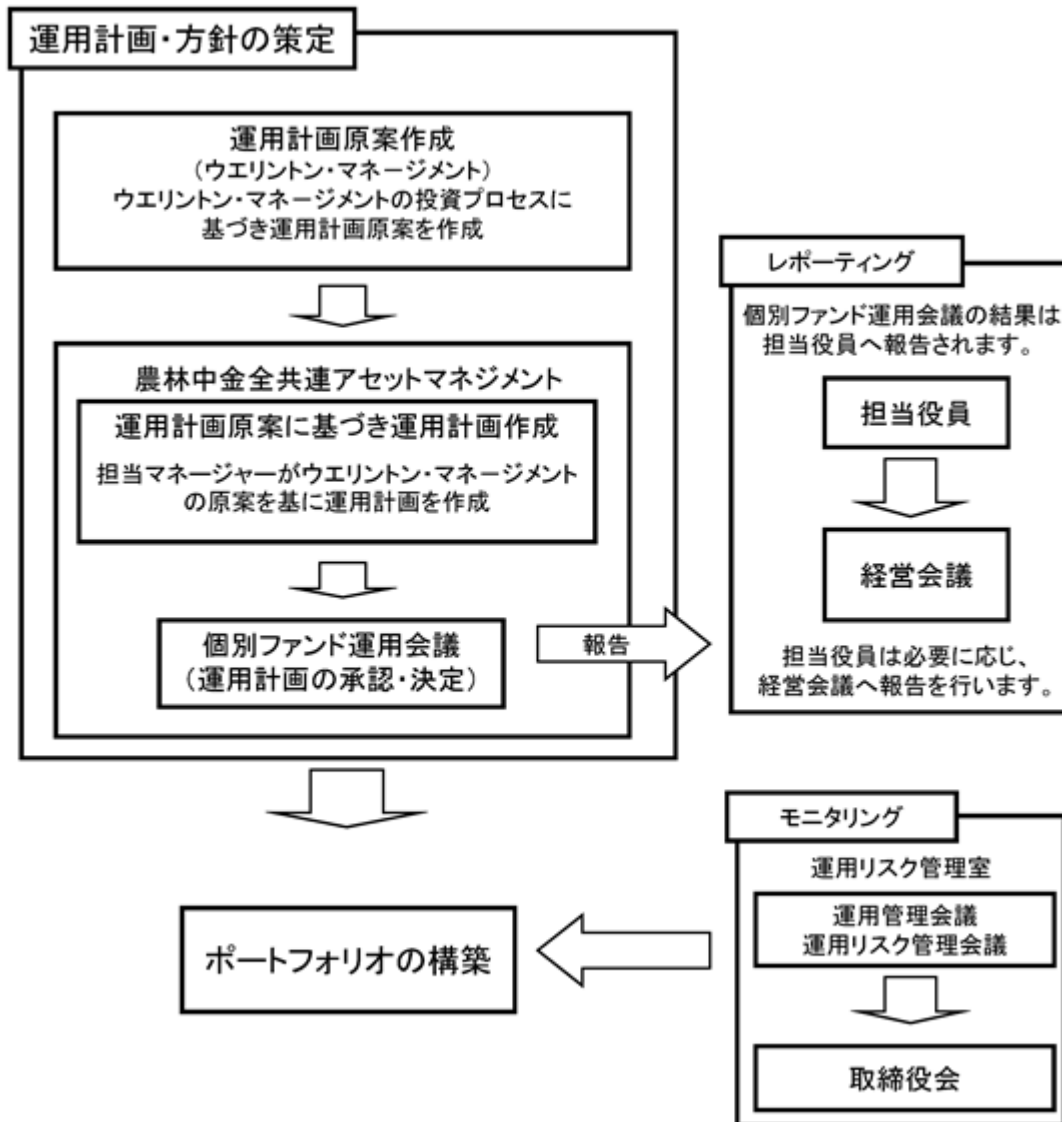 運用計画・方針の策定
運用計画原案作成
（ウエリントン・マネージメント）
ウエリントン・マネージメントの投資プロセスに
基づき運用計画原案を作成
農林中金全共連アセットマネジメント
運用計画原案に基づき運用計画作成
担当マネージャーがウエリントン・マネージメント
の原案を基に運用計画を作成
個別ファンド運用会議
（運用計画の承認・決定）
報告
レポーティング
個別ファンド運用会議の結果は
担当役員へ報告されます。
担当役員
経営会議
担当役員は必要に応じ、
経営会議へ報告を行います。
ポートフォリオの構築
モニタリング
運用リスク管理室
運用管理会議
運用リスク管理会議
取締役会